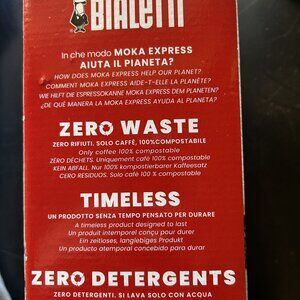 BIALETTI
In che modo MOKA EXPRESS
AIUTA IL PIANETA?
HOW DOES MOKA EXPRESS HELP OUR PLANET?
COMMENT MOKA EXPRESS AIDE-T-ELLE LA PLANÈTE?
WIE HILFT DIE ESPRESSOKANNE MOKA EXPRESS DEM PLANETEN?
¿DE QUÉ MANERA LA MOKA EXPRESS AYUDA AL PLANETA?
ZERO WASTE
ZERO RIFIUTI. SOLO CAFFÈ, 100%COMPOSTABILE
Only coffee 100% compostable
ZÉRO DÉCHETS. Uniquement café 100% compostable
KEIN ABFALL. Nur 100% kompostierbarer Kaffeesatz
CERO RESIDUOS. Solo café 100 % compostable
TIMELESS
UN PRODOTTO SENZA TEMPO PENSATO PER DURARE
A timeless product designed to last
Un produit intemporel conçu pour durer
Ein zeitloses, langlebiges Produkt
Un producto atemporal concebido para durar
ZERO DETERGENTS
ZERO DETERGENTI. SI LAVA SOLO CON ACQUA